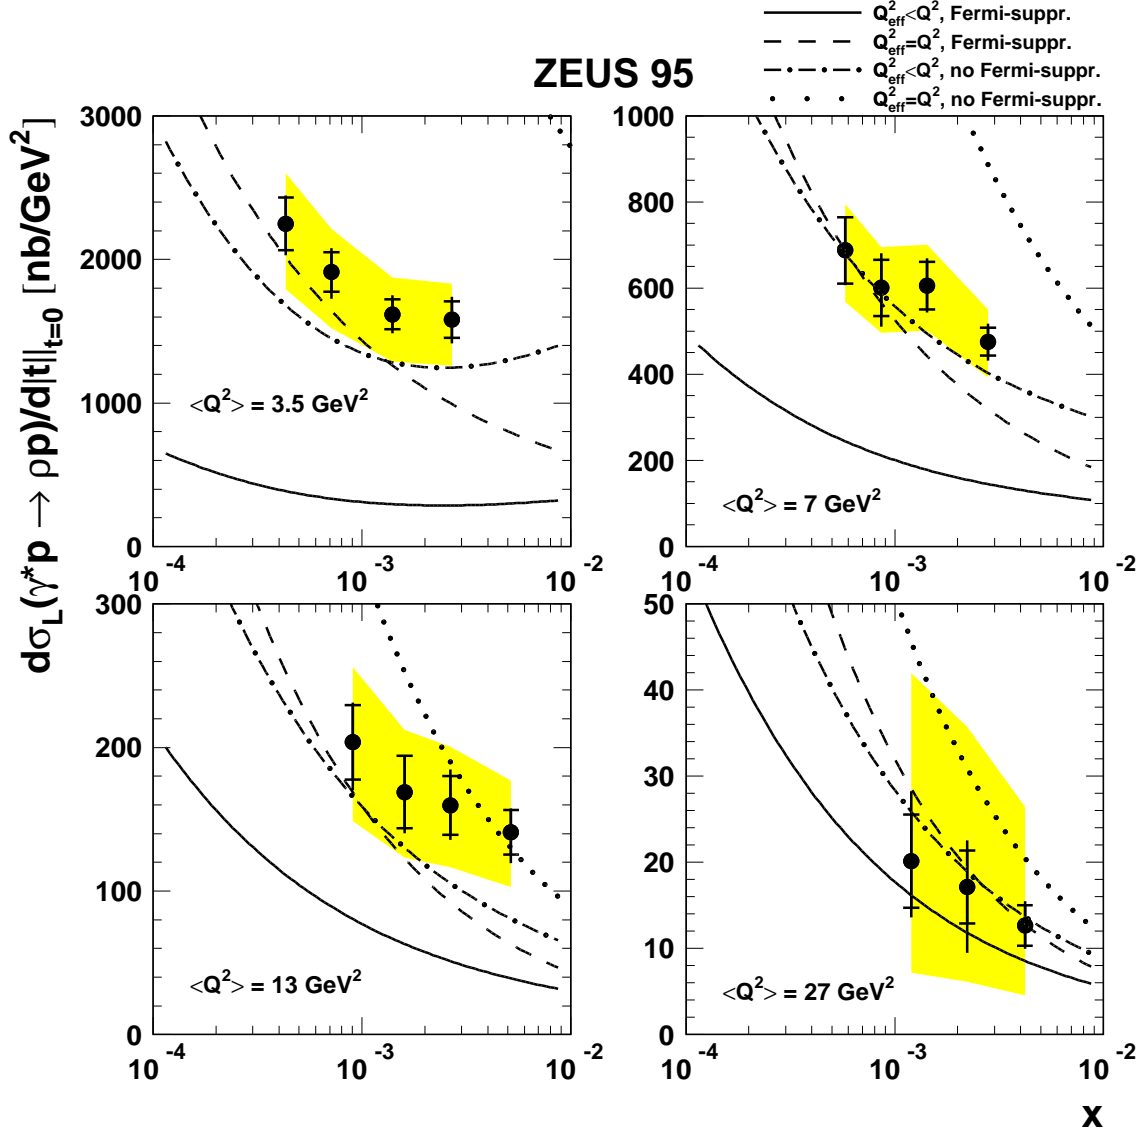 Q²eff<Q², Fermi-suppr.
Q²eff=Q², Fermi-suppr.
Q²eff<Q², no Fermi-suppr.
Q²eff=Q², no Fermi-suppr.
ZEUS 95
dσL(γ*p → ρp)/d|t||t=0 [nb/GeV²]
3000
2000
1000
0
10⁻⁴ 10⁻³ 10⁻²
<Q²> = 3.5 GeV²
1000
800
600
400
200
0
10⁻⁴ 10⁻³ 10⁻²
<Q²> = 7 GeV²
300
200
100
0
10⁻⁴ 10⁻³ 10⁻²
<Q²> = 13 GeV²
50
40
30
20
10
0
10⁻⁴ 10⁻³ 10⁻²
<Q²> = 27 GeV²
x